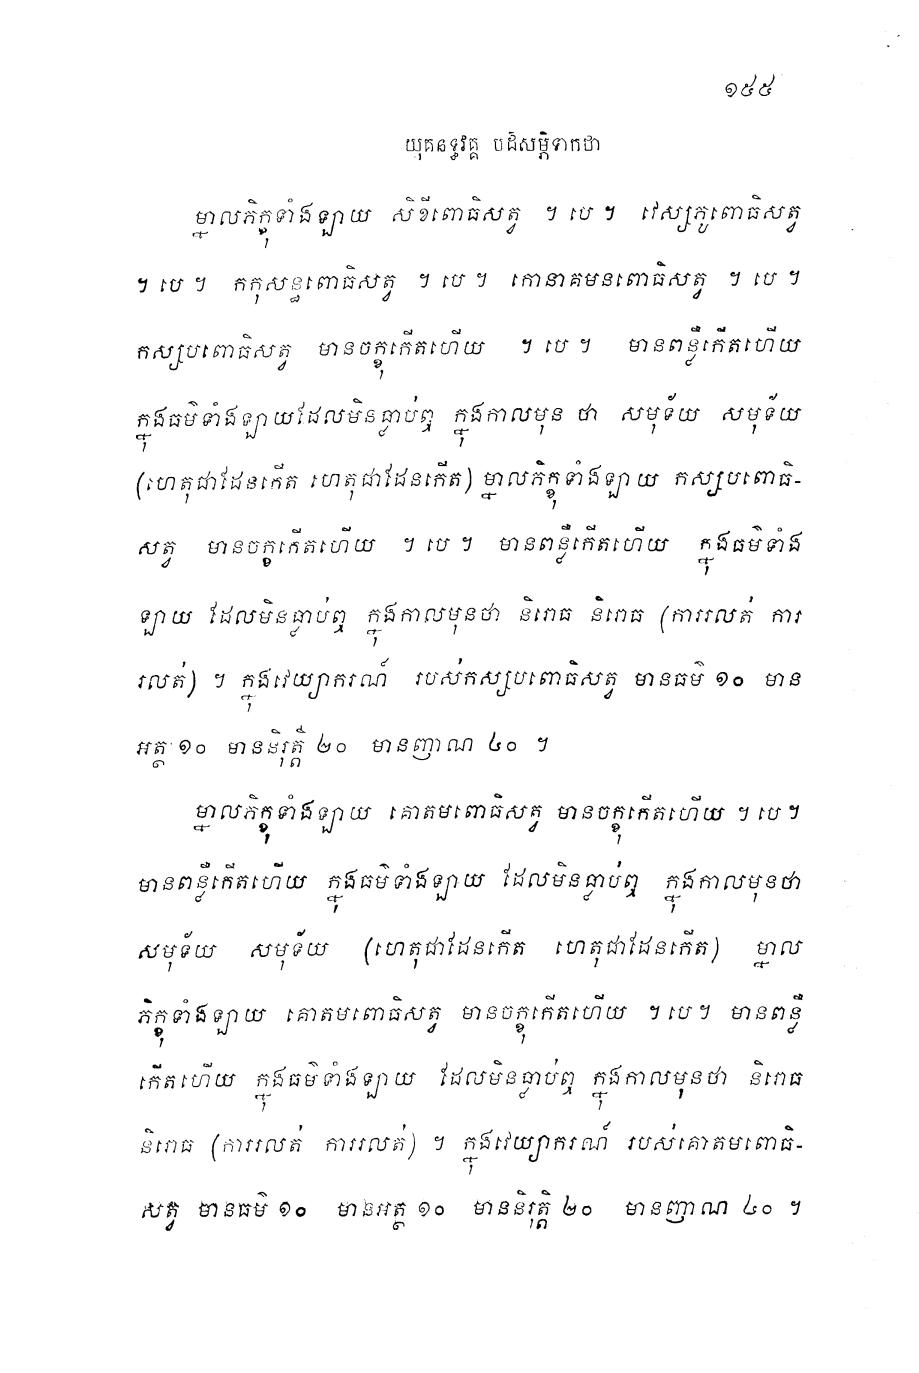 ១៥៥
យុគនទ្ធវគ្គ បដិសម្ភិទាកថា
ម្នាលភិក្ខុទាំងឡាយ សិខីពោធិសត្វ ។ បេ ។ វេស្សភូពោធិសត្វ
។ បេ ។ កកុសន្ធពោធិសត្វ ។ បេ ។ កោនាគមនពោធិសត្វ ។ បេ ។
កស្សបពោធិសត្វ មានចក្ខុកើតហើយ ។ បេ ។ មានពន្លឺកើតហើយ
ក្នុងធម៌ទាំងឡាយដែលមិនធ្លាប់ឮ ក្នុងកាលមុន ថា សមុទ័យ សមុទ័យ
(ហេតុជាដែនកើត ហេតុជាដែនកើត) ម្នាលភិក្ខុទាំងឡាយ កស្សបពោធិ-
សត្វ មានចក្ខុកើតហើយ ។ បេ ។ មានពន្លឺកើតហើយ ក្នុងធម៌ទាំង
ឡាយ ដែលមិនធ្លាប់ឮ ក្នុងកាលមុនថា និរោធ និរោធ (ការរលត់ ការ
រលត់) ។ ក្នុងវេយ្យាករណ៍ របស់កស្សបពោធិសត្វ មានធម៌ ១០ មាន
អត្ថៈ ១០ មាននិរុត្តិ ២០ មានញាណ ៤០ ។
ម្នាលភិក្ខុទាំងឡាយ គោតមពោធិសត្វ មានចក្ខុកើតហើយ ។ បេ ។
មានពន្លឺកើតហើយ ក្នុងធម៌ទាំងឡាយ ដែលមិនធ្លាប់ឮ ក្នុងកាលមុនថា
សមុទ័យ សមុទ័យ (ហេតុជាដែនកើត ហេតុជាដែនកើត) ម្នាល
ភិក្ខុទាំងឡាយ គោតមពោធិសត្វ មានចក្ខុកើតហើយ ។ បេ ។ មានពន្លឺ
កើតហើយ ក្នុងធម៌ទាំងឡាយ ដែលមិនធ្លាប់ឮ ក្នុងកាលមុនថា និរោធ
និរោធ (ការរលត់ ការរលត់) ។ ក្នុងវេយ្យាករណ៍ របស់គោតមពោធិ-
សត្វ មានធម៌ ១០ មានអត្ថ ១០ មាននិរុត្តិ ២០ មានញាណ ៤០ ។